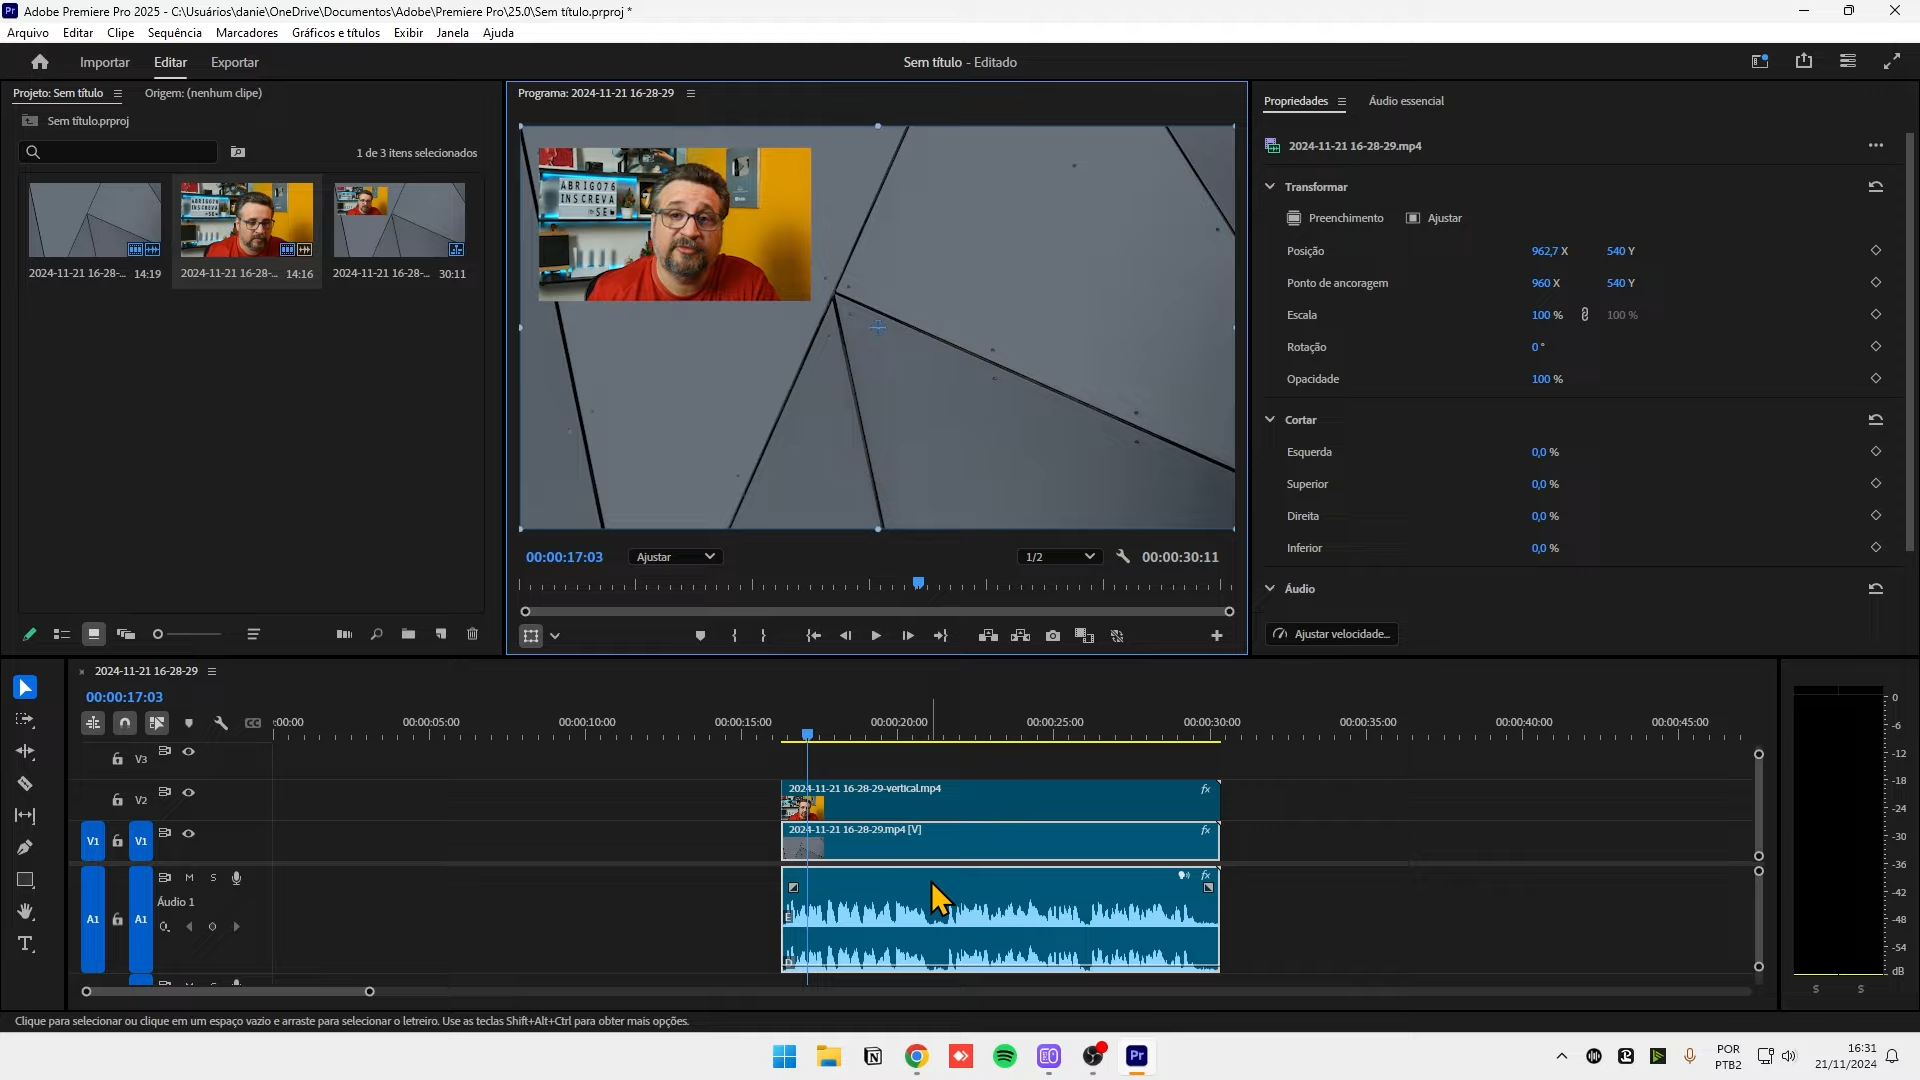 Adobe Premiere Pro 2025 - C:\Usuários\danie\OneDrive\Documentos\Adobe\Premiere Pro\25.0\Sem título.prproj *
Arquivo Editar Clipe Sequência Marcadores Gráficos e títulos Exibir Janela Ajuda
Importar Editar Exportar
Sem título - Editado
Projeto: Sem título
Origem: (nenhum clipe)
Sem título.prproj
1 de 3 itens selecionados
2024-11-21 16-28-... 14:19
2024-11-21 16-28-... 14:16
2024-11-21 16-28-... 30:11
Programa: 2024-11-21 16-28-29
ABRIGO76
INSCREVA
-SE
00:00:17:03
Ajustar
1/2
00:00:30:11
Propriedades
Áudio essencial
2024-11-21 16-28-29.mp4
Transformar
Preenchimento Ajustar
Posição 962,7 X 540 Y
Ponto de ancoragem 960 X 540 Y
Escala 100 % 100 %
Rotação 0 °
Opacidade 100 %
Cortar
Esquerda 0,0 %
Superior 0,0 %
Direita 0,0 %
Inferior 0,0 %
Áudio
Ajustar velocidade...
× 2024-11-21 16-28-29
00:00:17:03
:00:00 00:00:05:00 00:00:10:00 00:00:15:00 00:00:20:00 00:00:25:00 00:00:30:00 00:00:35:00 00:00:40:00 00:00:45:00
V3
V2
2024-11-21 16-28-29-vertical.mp4 fx
V1 V1
2024-11-21 16-28-29.mp4 [V] fx
A1 A1
M S
Áudio 1
fx
E
D
0
-6
-12
-18
-24
-30
-36
-42
-48
-54
dB
S S
Clique para selecionar ou clique em um espaço vazio e arraste para selecionar o letreiro. Use as teclas Shift+Alt+Ctrl para obter mais opções.
POR
PTB2
16:31
21/11/2024